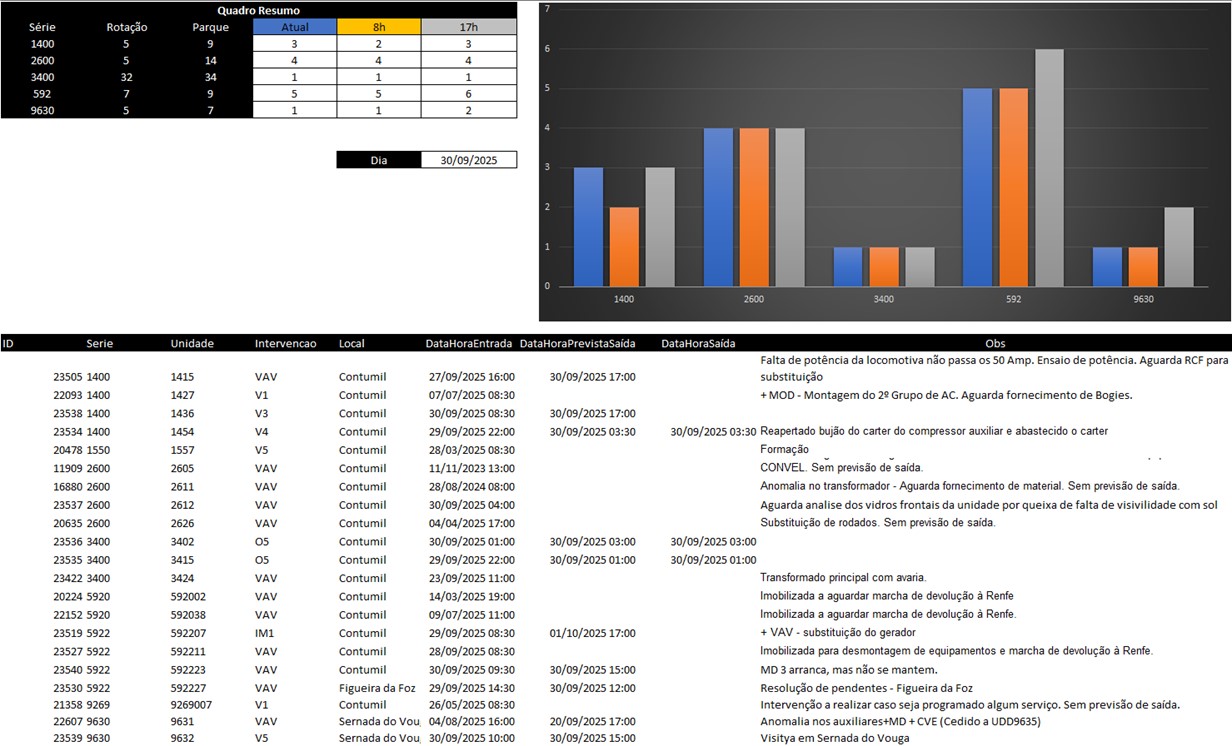 Quadro Resumo
Série Rotação Parque Atual 8h 17h
1400 5 9 3 2 3
2600 5 14 4 4 4
3400 32 34 1 1 1
592 7 9 5 5 6
9630 5 7 1 1 2
Dia 30/09/2025
7
6
5
4
3
2
1
0
1400 2600 3400 592 9630
ID Serie Unidade Intervencao Local DataHoraEntrada DataHoraPrevistaSaída DataHoraSaída Obs
Falta de potência da locomotiva não passa os 50 Amp. Ensaio de potência. Aguarda RCF para
23505 1400 1415 VAV Contumil 27/09/2025 16:00 30/09/2025 17:00 substituição
22093 1400 1427 V1 Contumil 07/07/2025 08:30 + MOD - Montagem do 2º Grupo de AC. Aguarda fornecimento de Bogies.
23538 1400 1436 V3 Contumil 30/09/2025 08:30 30/09/2025 17:00
23534 1400 1454 V4 Contumil 29/09/2025 22:00 30/09/2025 03:30 30/09/2025 03:30 Reapertado bujão do carter do compressor auxiliar e abastecido o carter
20478 1550 1557 V5 Contumil 28/03/2025 08:30 Formação
11909 2600 2605 VAV Contumil 11/11/2023 13:00 CONVEL. Sem previsão de saída.
16880 2600 2611 VAV Contumil 28/08/2024 08:00 Anomalia no transformador - Aguarda fornecimento de material. Sem previsão de saída.
23537 2600 2612 VAV Contumil 30/09/2025 04:00 Aguarda analise dos vidros frontais da unidade por queixa de falta de visivilidade com sol
20635 2600 2626 VAV Contumil 04/04/2025 17:00 Substituição de rodados. Sem previsão de saída.
23536 3400 3402 O5 Contumil 30/09/2025 01:00 30/09/2025 03:00 30/09/2025 03:00
23535 3400 3415 O5 Contumil 29/09/2025 22:00 30/09/2025 01:00 30/09/2025 01:00
23422 3400 3424 VAV Contumil 23/09/2025 11:00 Transformado principal com avaria.
20224 5920 592002 VAV Contumil 14/03/2025 19:00 Imobilizada a aguardar marcha de devolução à Renfe
22152 5920 592038 VAV Contumil 09/07/2025 11:00 Imobilizada a aguardar marcha de devolução à Renfe.
23519 5922 592207 IM1 Contumil 29/09/2025 08:30 01/10/2025 17:00 + VAV - substituição do gerador
23527 5922 592211 VAV Contumil 28/09/2025 08:30 Imobilizada para desmontagem de equipamentos e marcha de devolução à Renfe.
23540 5922 592223 VAV Contumil 30/09/2025 09:30 30/09/2025 15:00 MD 3 arranca, mas não se mantem.
23530 5922 592227 VAV Figueira da Foz 29/09/2025 14:30 30/09/2025 12:00 Resolução de pendentes - Figueira da Foz
21358 9269 9269007 V1 Contumil 26/05/2025 08:30 Intervenção a realizar caso seja programado algum serviço. Sem previsão de saída.
22607 9630 9631 VAV Sernada do Vou 04/08/2025 16:00 20/09/2025 17:00 Anomalia nos auxiliares+MD + CVE (Cedido a UDD9635)
23539 9630 9632 V5 Sernada do Vou 30/09/2025 10:00 30/09/2025 15:00 Visitya em Sernada do Vouga